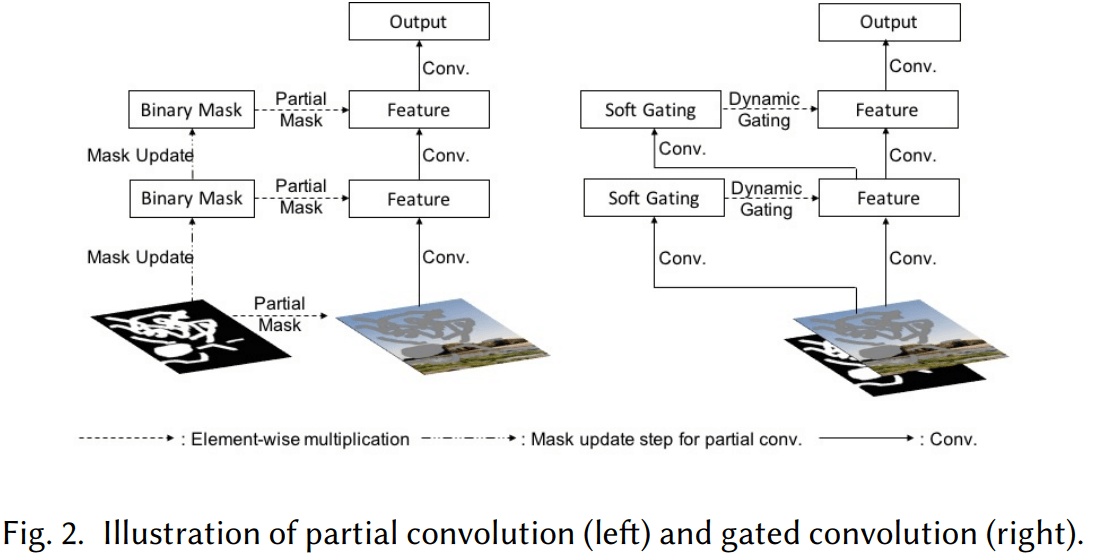 Output
Output
Conv.
Conv.
Binary Mask
Partial
Mask
Feature
Soft Gating
Dynamic
Gating
Feature
Mask Update
Conv.
Conv.
Conv.
Binary Mask
Partial
Mask
Feature
Soft Gating
Dynamic
Gating
Feature
Mask Update
Conv.
Conv.
Conv.
Partial
Mask
: Element-wise multiplication
: Mask update step for partial conv.
: Conv.
Fig. 2. Illustration of partial convolution (left) and gated convolution (right).